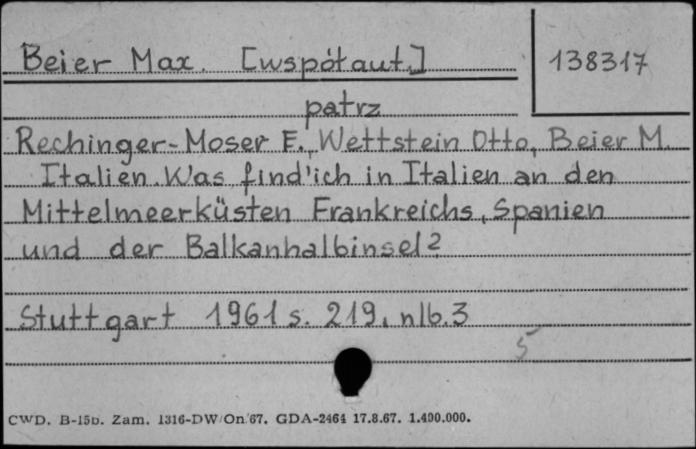 Beier Max. [współaut.]
138317
patrz
Rechinger-Moser E., Wettstein Otto, Beier M.
Italien. Was find'ich in Italien an den
Mittelmeerküsten Frankreichs, Spanien
und der Balkanhalbinsel?
Stuttgart 1961 s. 219, nlb. 3
5
CWD. B-15b. Zam. 1316-DW/On/67. GDA-2464 17.8.67. 1.400.000.